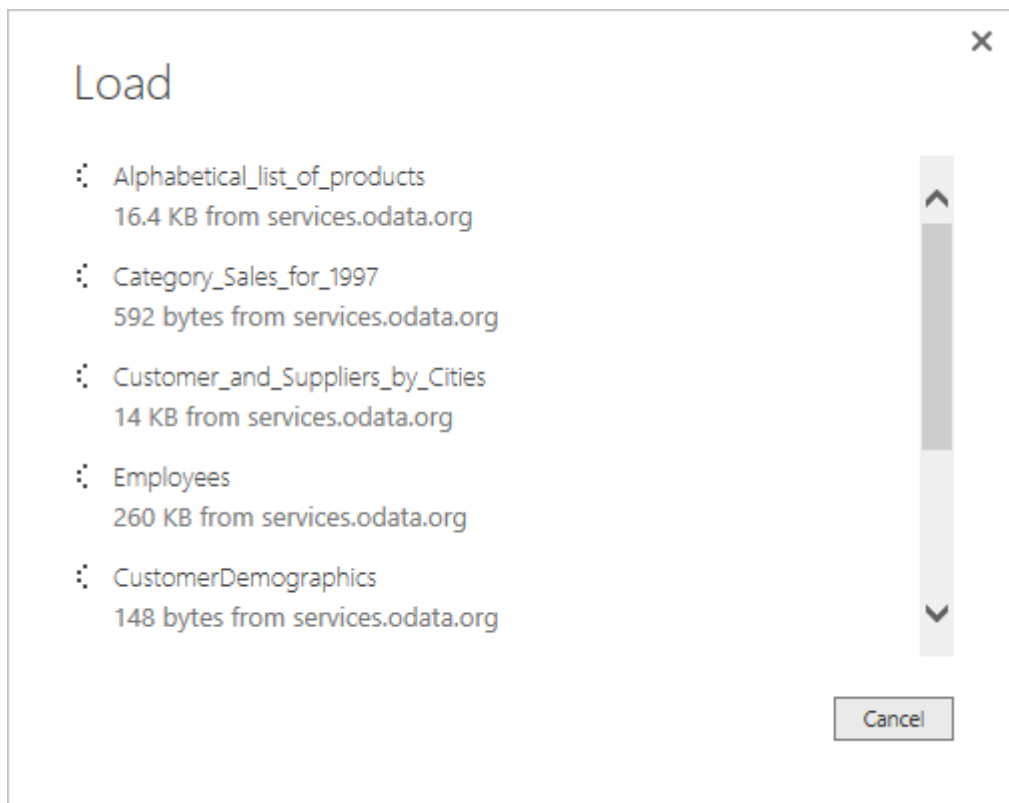 Load
Alphabetical_list_of_products
16.4 KB from services.odata.org
Category_Sales_for_1997
592 bytes from services.odata.org
Customer_and_Suppliers_by_Cities
14 KB from services.odata.org
Employees
260 KB from services.odata.org
CustomerDemographics
148 bytes from services.odata.org
Cancel